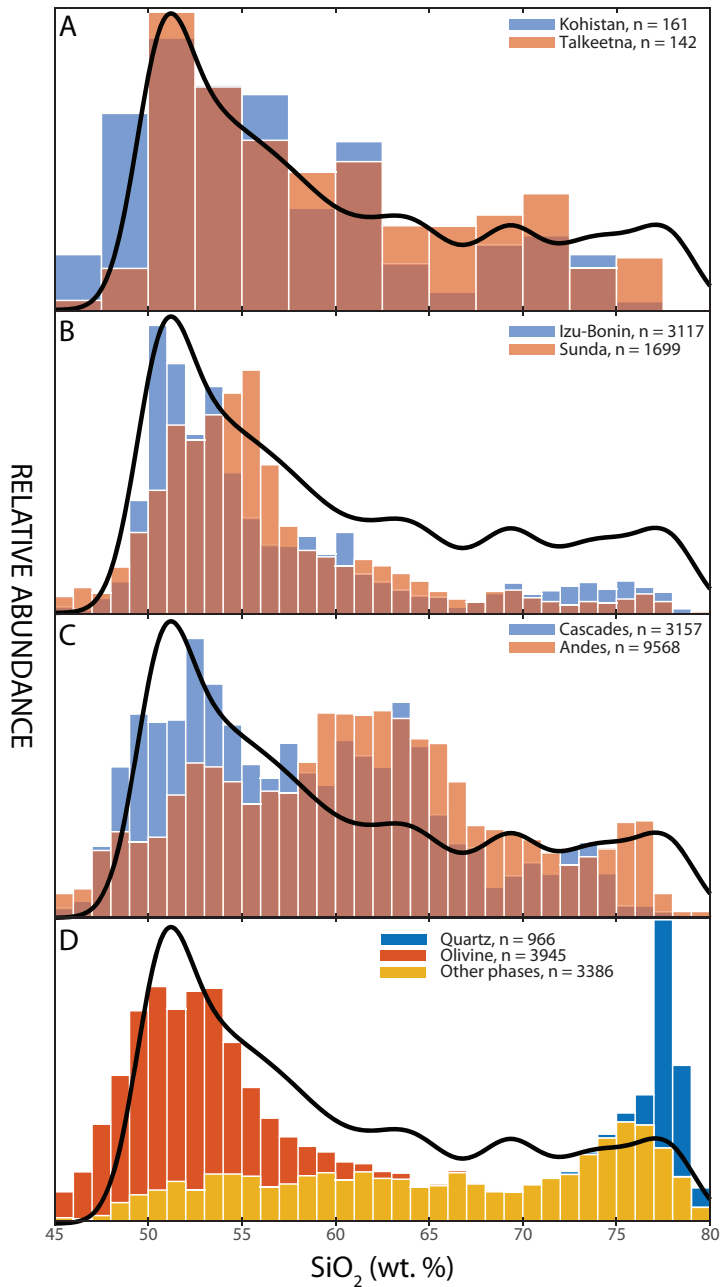 A
Kohistan, n = 161
Talkeetna, n = 142
B
Izu-Bonin, n = 3117
Sunda, n = 1699
C
Cascades, n = 3157
Andes, n = 9568
D
Quartz, n = 966
Olivine, n = 3945
Other phases, n = 3386
RELATIVE ABUNDANCE
45 50 55 60 65 70 75 80
SiO₂ (wt. %)